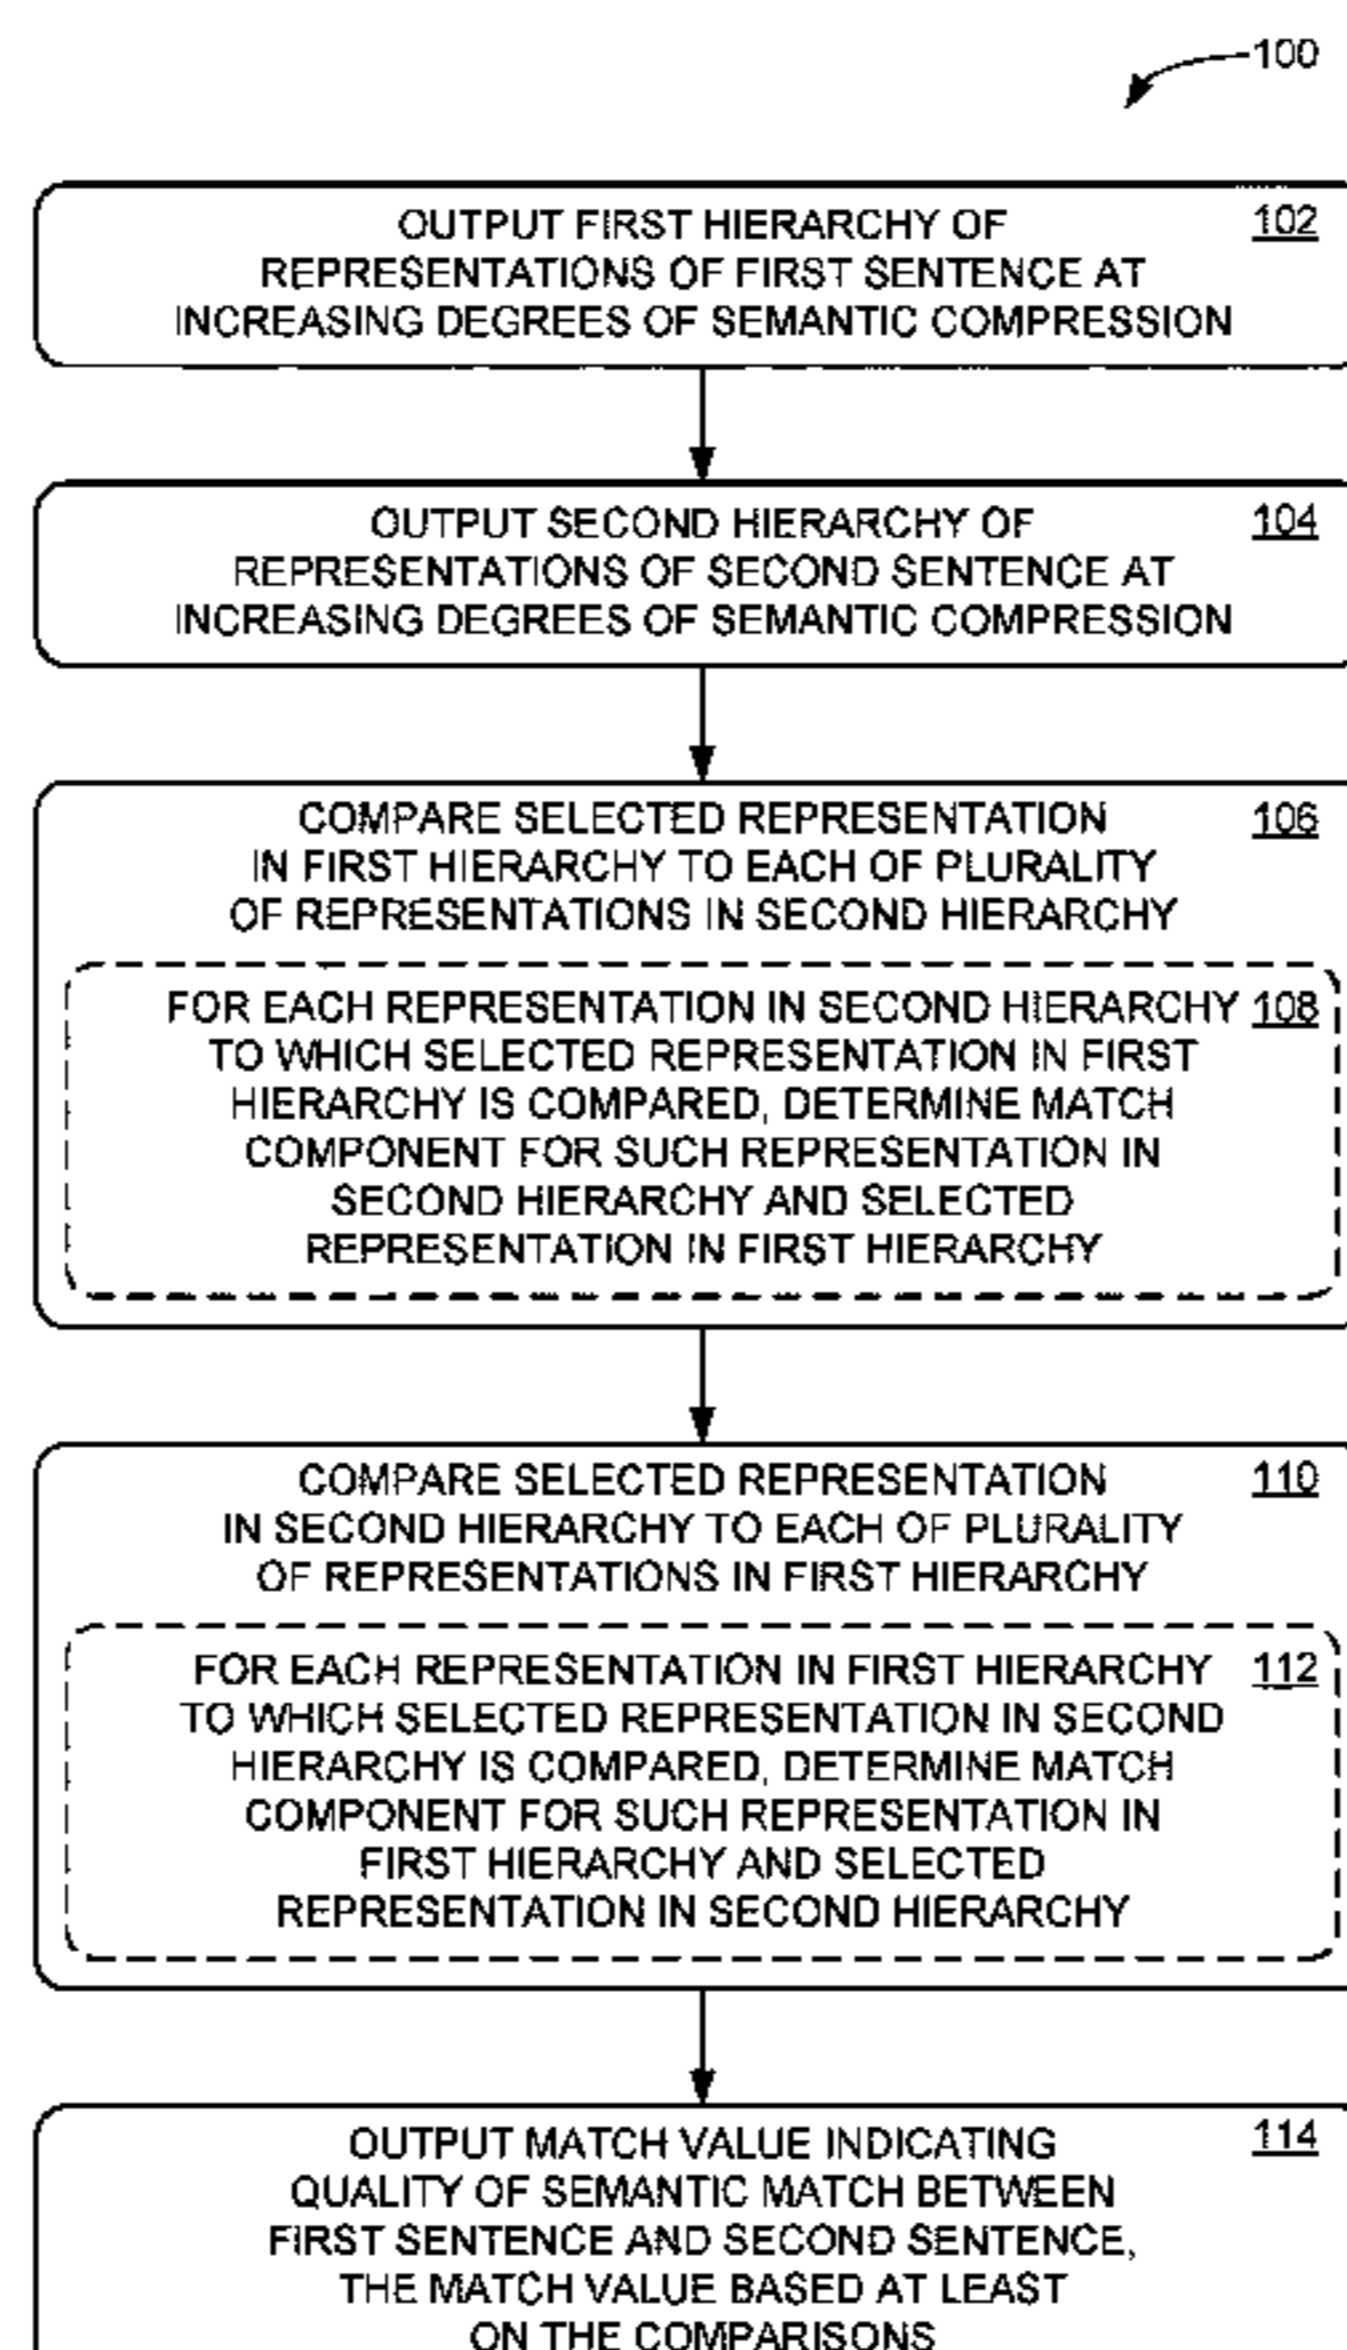 100
102
OUTPUT FIRST HIERARCHY OF
REPRESENTATIONS OF FIRST SENTENCE AT
INCREASING DEGREES OF SEMANTIC COMPRESSION
104
OUTPUT SECOND HIERARCHY OF
REPRESENTATIONS OF SECOND SENTENCE AT
INCREASING DEGREES OF SEMANTIC COMPRESSION
106
COMPARE SELECTED REPRESENTATION
IN FIRST HIERARCHY TO EACH OF PLURALITY
OF REPRESENTATIONS IN SECOND HIERARCHY
FOR EACH REPRESENTATION IN SECOND HIERARCHY 108
TO WHICH SELECTED REPRESENTATION IN FIRST
HIERARCHY IS COMPARED, DETERMINE MATCH
COMPONENT FOR SUCH REPRESENTATION IN
SECOND HIERARCHY AND SELECTED
REPRESENTATION IN FIRST HIERARCHY
110
COMPARE SELECTED REPRESENTATION
IN SECOND HIERARCHY TO EACH OF PLURALITY
OF REPRESENTATIONS IN FIRST HIERARCHY
FOR EACH REPRESENTATION IN FIRST HIERARCHY 112
TO WHICH SELECTED REPRESENTATION IN SECOND
HIERARCHY IS COMPARED, DETERMINE MATCH
COMPONENT FOR SUCH REPRESENTATION IN
FIRST HIERARCHY AND SELECTED
REPRESENTATION IN SECOND HIERARCHY
114
OUTPUT MATCH VALUE INDICATING
QUALITY OF SEMANTIC MATCH BETWEEN
FIRST SENTENCE AND SECOND SENTENCE,
THE MATCH VALUE BASED AT LEAST
ON THE COMPARISONS